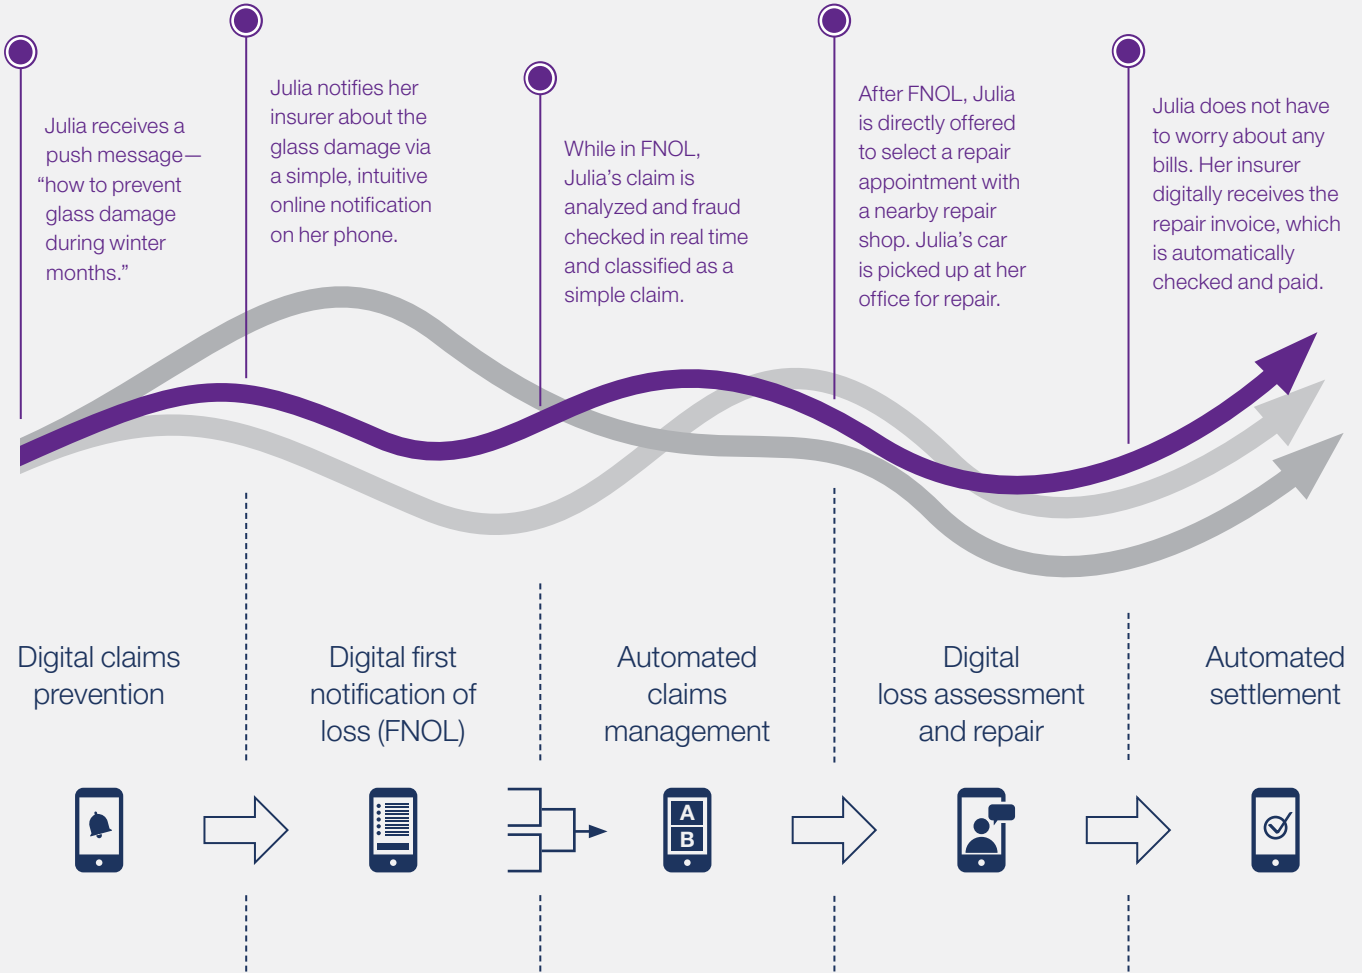 Julia receives a
push message—
“how to prevent
glass damage
during winter
months.”
Julia notifies her
insurer about the
glass damage via
a simple, intuitive
online notification
on her phone.
While in FNOL,
Julia’s claim is
analyzed and fraud
checked in real time
and classified as a
simple claim.
After FNOL, Julia
is directly offered
to select a repair
appointment with
a nearby repair
shop. Julia’s car
is picked up at her
office for repair.
Julia does not have
to worry about any
bills. Her insurer
digitally receives the
repair invoice, which
is automatically
checked and paid.
Digital claims
prevention
Digital first
notification of
loss (FNOL)
Automated
claims
management
Digital
loss assessment
and repair
Automated
settlement
A
B